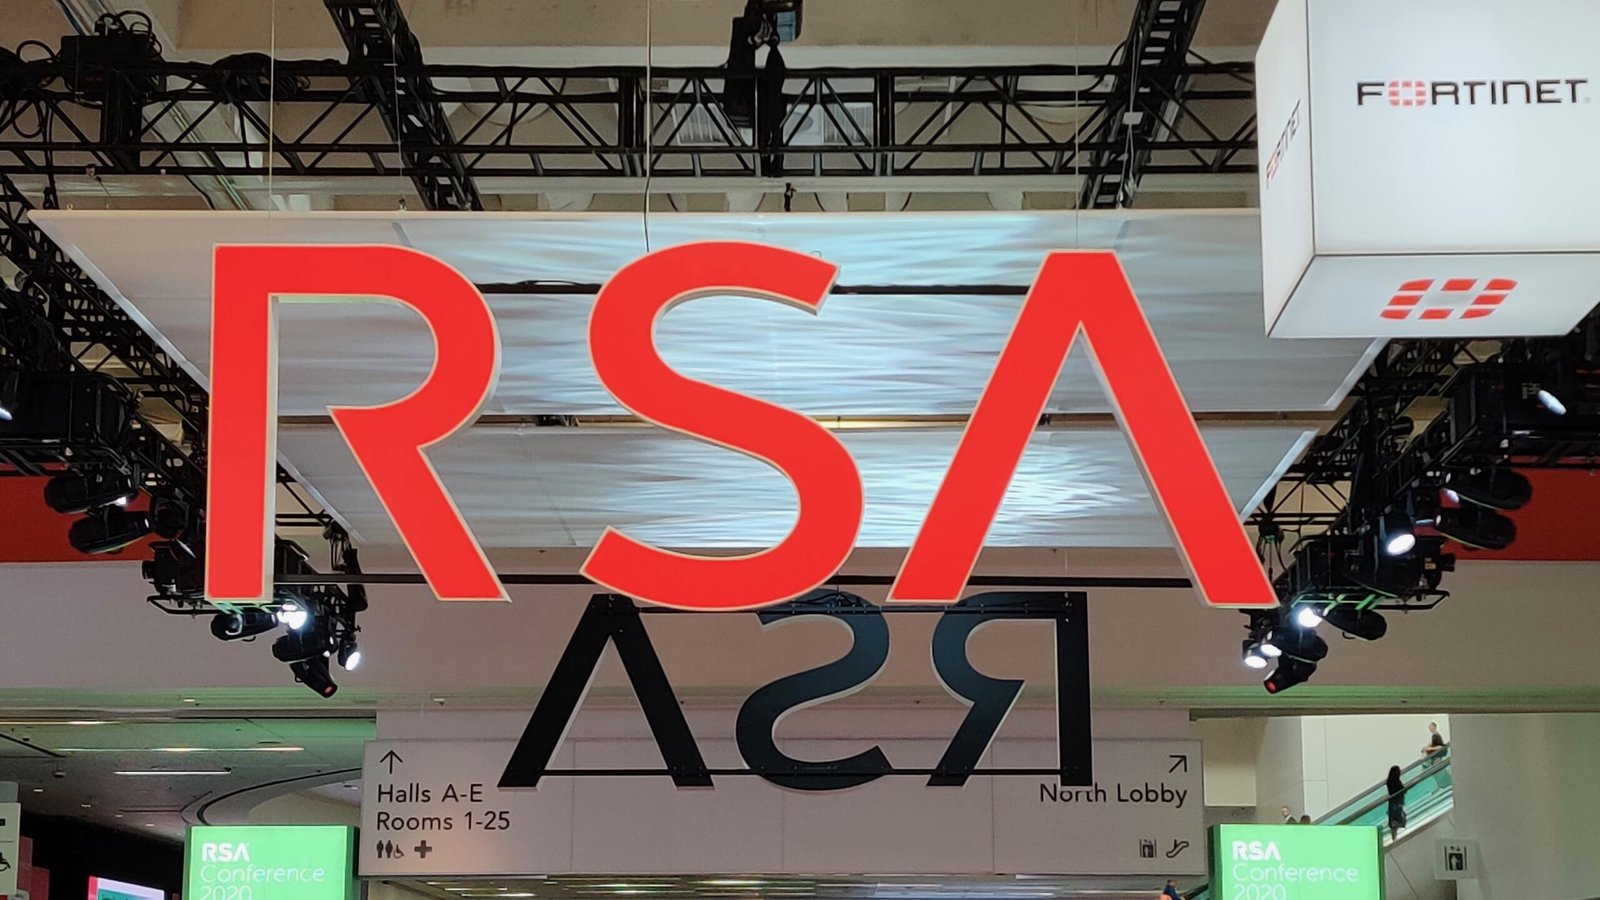 FORTINET
FORTINET
RSA
RSA
Halls A-E
Rooms 1-25
North Lobby
RSA
Conference
2020
RSA
Conference
2020